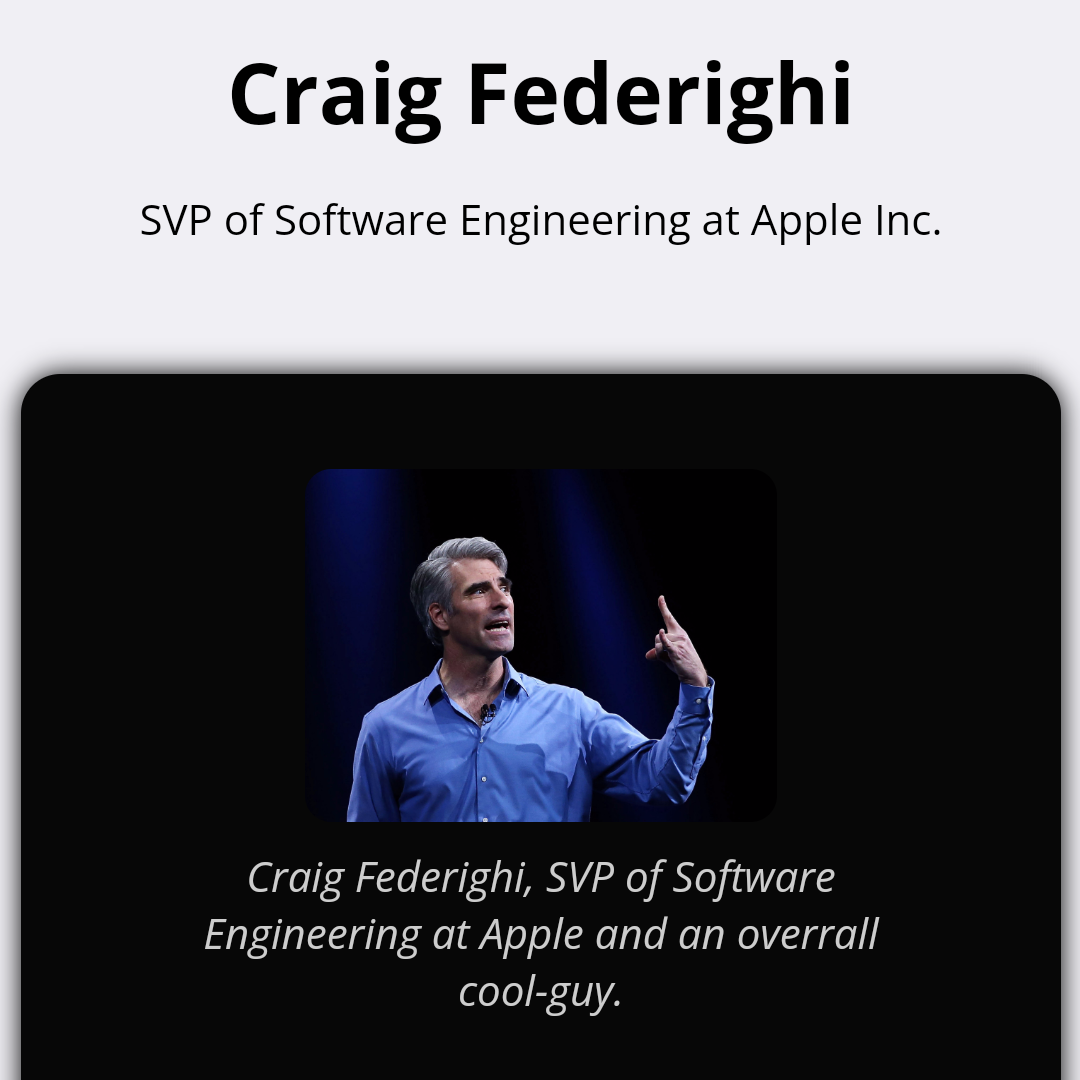 Craig Federighi
SVP of Software Engineering at Apple Inc.
Craig Federighi, SVP of Software
Engineering at Apple and an overrall
cool-guy.